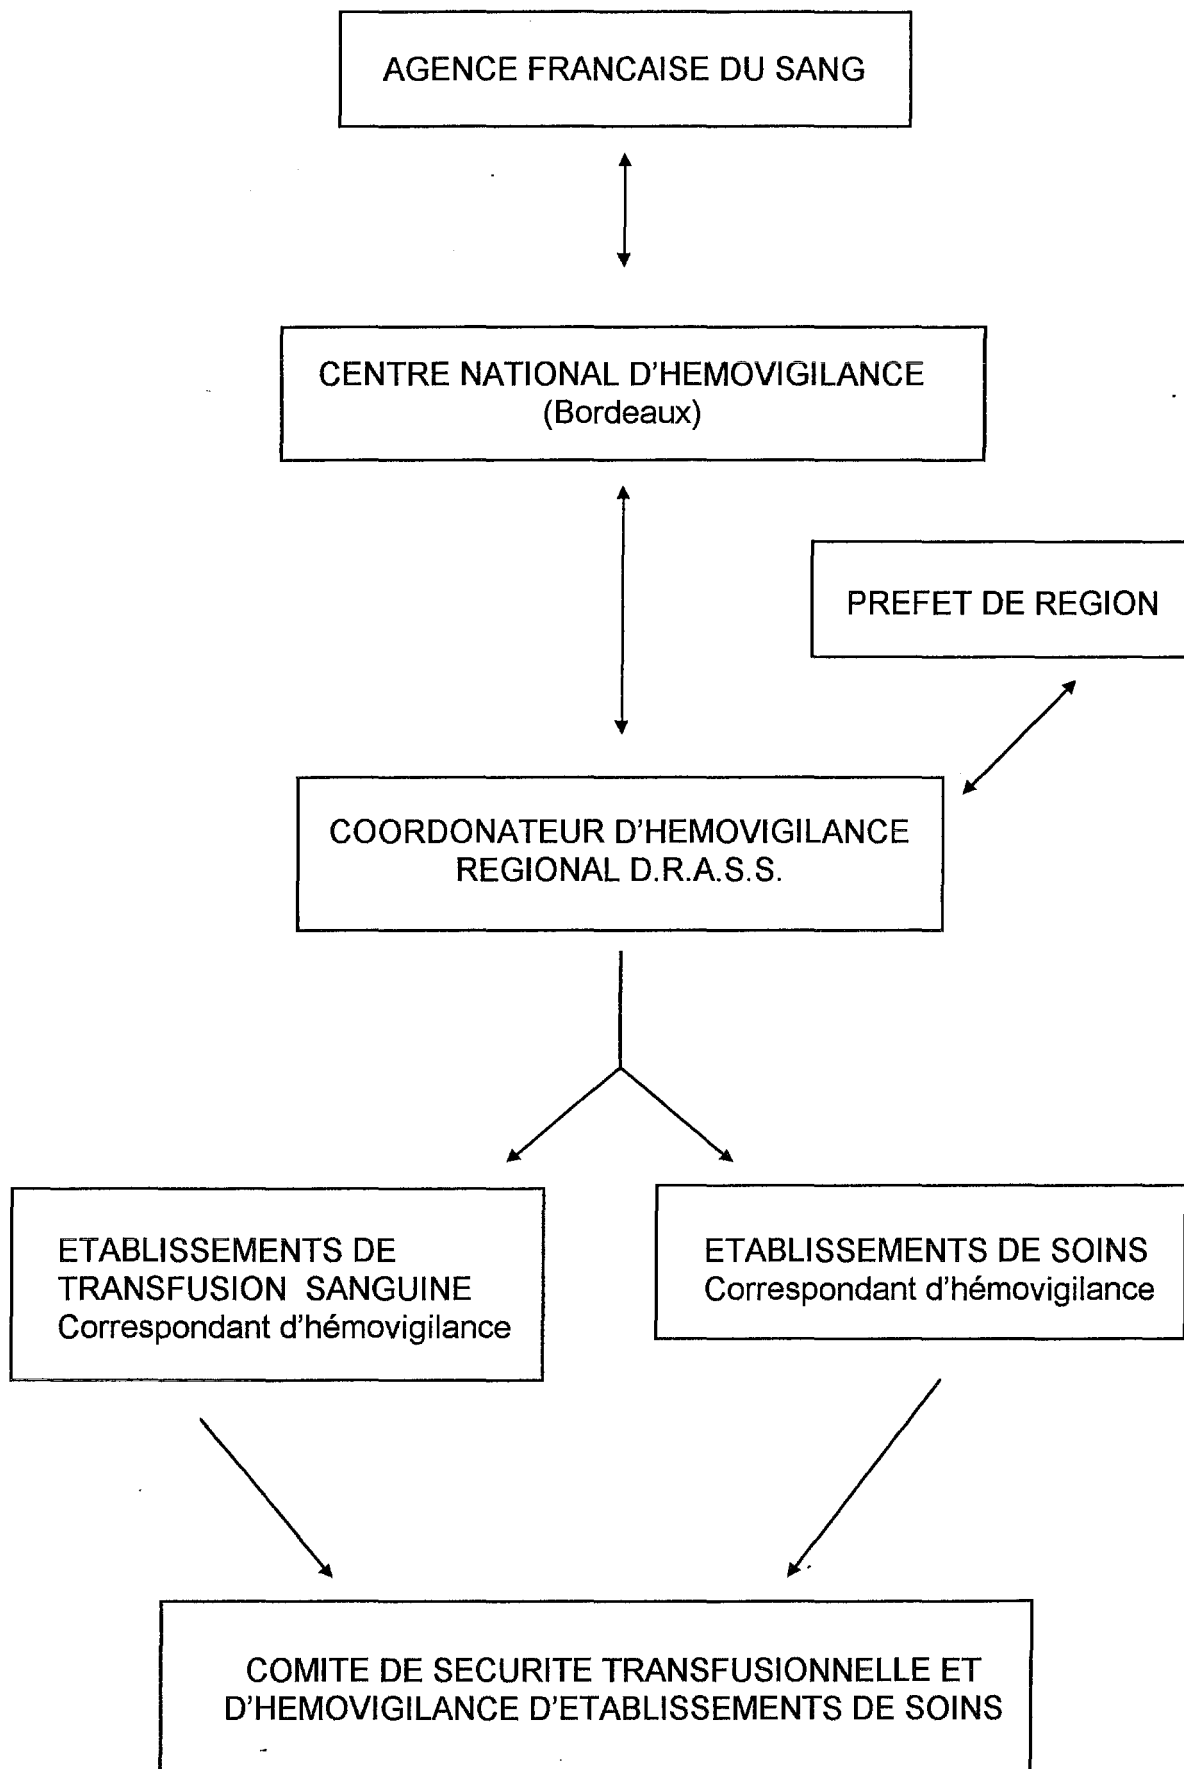 AGENCE FRANCAISE DU SANG
CENTRE NATIONAL D'HEMOVIGILANCE
(Bordeaux)
PREFET DE REGION
COORDONATEUR D'HEMOVIGILANCE
REGIONAL D.R.A.S.S.
ETABLISSEMENTS DE
TRANSFUSION SANGUINE
Correspondant d'hémovigilance
ETABLISSEMENTS DE SOINS
Correspondant d'hémovigilance
COMITE DE SECURITE TRANSFUSIONNELLE ET
D'HEMOVIGILANCE D'ETABLISSEMENTS DE SOINS